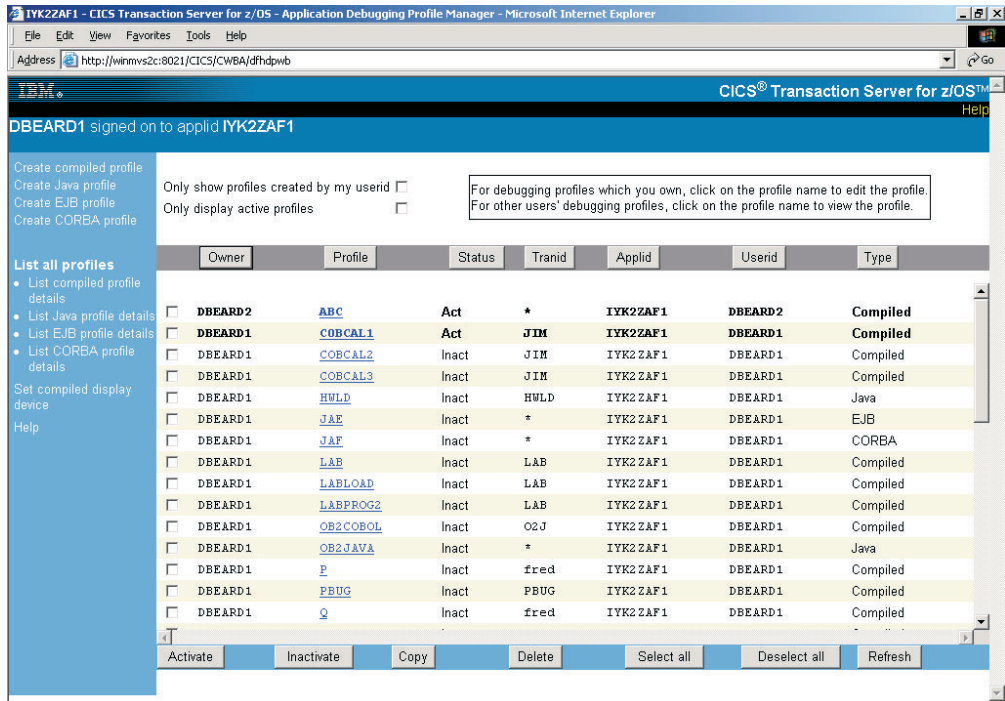 IYK2ZAF1 - CICS Transaction Server for z/OS - Application Debugging Profile Manager - Microsoft Internet Explorer
File Edit View Favorites Tools Help
Address http://winmvs2c:8021/CICS/CWBA/dfhdpwb Go
IBM® CICS® Transaction Server for z/OS™
Help
DBEARD1 signed on to applid IYK2ZAF1
Create compiled profile
Create Java profile
Create EJB profile
Create CORBA profile
List all profiles
• List compiled profile
details
• List Java profile details
• List EJB profile details
• List CORBA profile
details
Set compiled display
device
Help
Only show profiles created by my userid
Only display active profiles
For debugging profiles which you own, click on the profile name to edit the profile.
For other users' debugging profiles, click on the profile name to view the profile.
Owner Profile Status Tranid Applid Userid Type
DBEARD2 ABC Act * IYK2ZAF1 DBEARD2 Compiled
DBEARD1 COBCAL1 Act JIM IYK2ZAF1 DBEARD1 Compiled
DBEARD1 COBCAL2 Inact JIM IYK2ZAF1 DBEARD1 Compiled
DBEARD1 COBCAL3 Inact JIM IYK2ZAF1 DBEARD1 Compiled
DBEARD1 HWLD Inact HWLD IYK2ZAF1 DBEARD1 Java
DBEARD1 JAE Inact * IYK2ZAF1 DBEARD1 EJB
DBEARD1 JAF Inact * IYK2ZAF1 DBEARD1 CORBA
DBEARD1 LAB Inact LAB IYK2ZAF1 DBEARD1 Compiled
DBEARD1 LABLOAD Inact LAB IYK2ZAF1 DBEARD1 Compiled
DBEARD1 LABPROG2 Inact LAB IYK2ZAF1 DBEARD1 Compiled
DBEARD1 OB2COBOL Inact O2J IYK2ZAF1 DBEARD1 Compiled
DBEARD1 OB2JAVA Inact * IYK2ZAF1 DBEARD1 Java
DBEARD1 P Inact fred IYK2ZAF1 DBEARD1 Compiled
DBEARD1 PBUG Inact PBUG IYK2ZAF1 DBEARD1 Compiled
DBEARD1 Q Inact fred IYK2ZAF1 DBEARD1 Compiled
Activate Inactivate Copy Delete Select all Deselect all Refresh